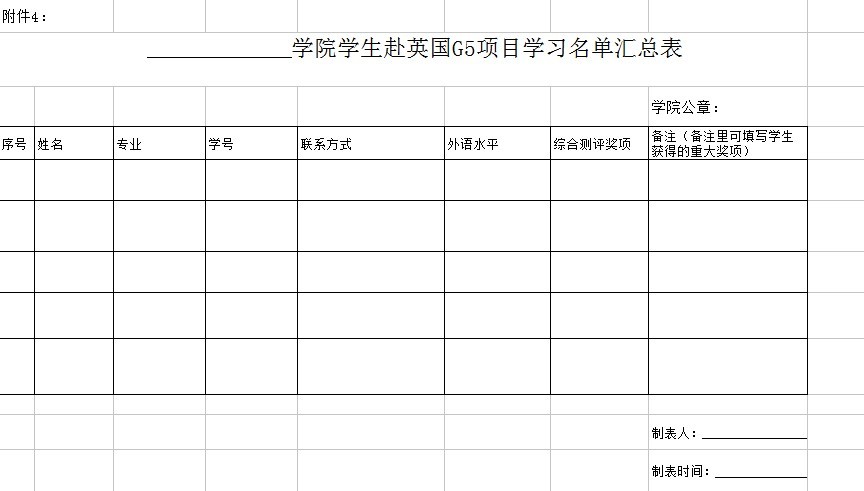 附件4：
____________学院学生赴英国G5项目学习名单汇总表
学院公章：
序号 姓名 专业 学号 联系方式 外语水平 综合测评奖项 备注（备注里可填写学生
获得的重大奖项）
制表人：
制表时间：